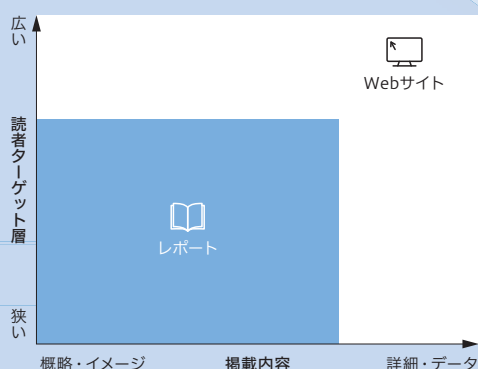 広い
Webサイト
読者ターゲット層
レポート
狭い
概略・イメージ
掲載内容
詳細・データ